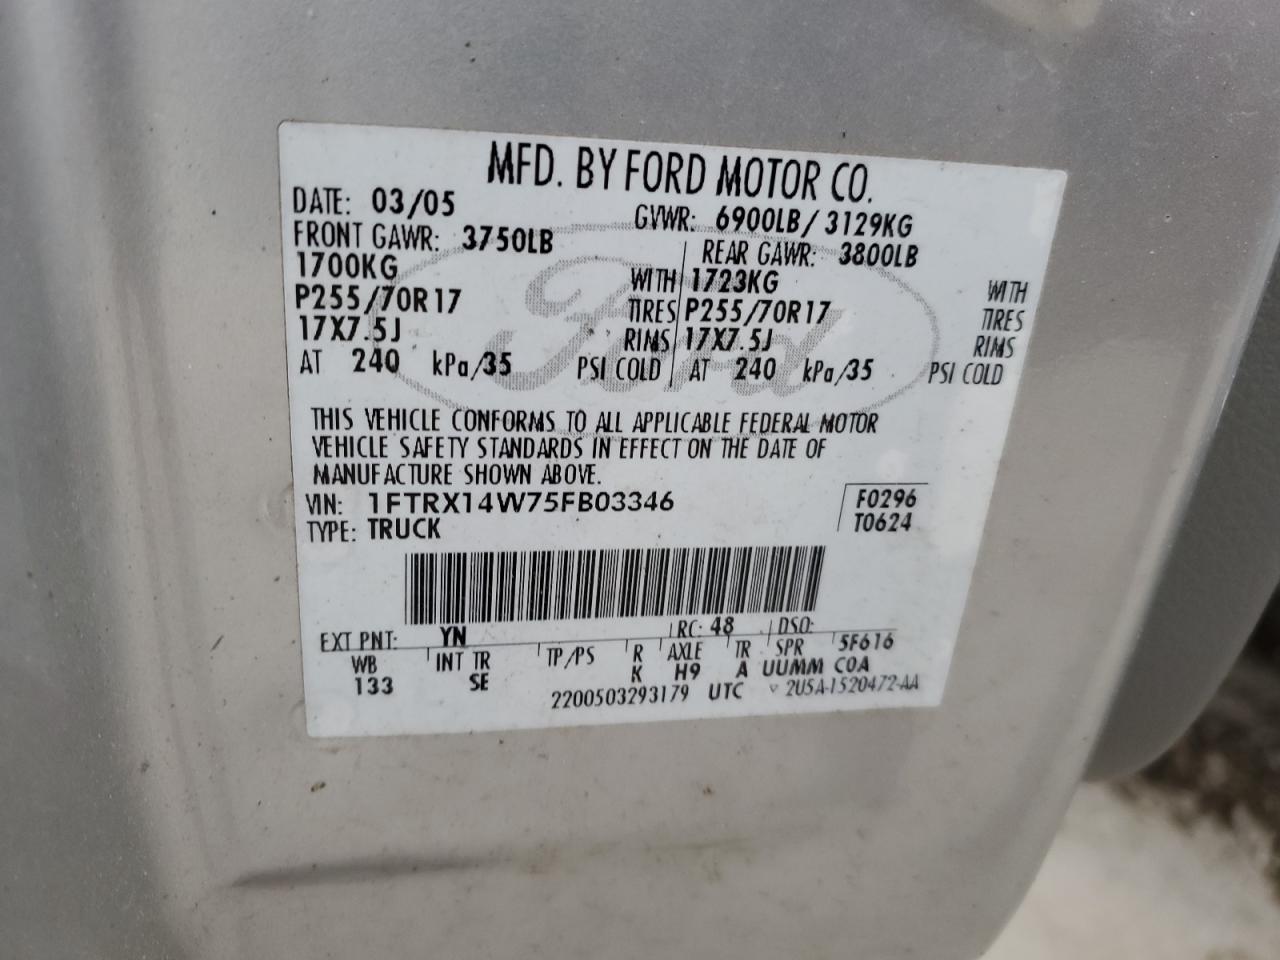 MFD. BY FORD MOTOR CO.
DATE: 03/05 GVWR: 6900LB/ 3129KG
FRONT GAWR: 3750LB REAR GAWR: 3800LB
1700KG WITH 1723KG WITH
P255/70R17 TIRES P255/70R17 TIRES
17X7.5J RIMS 17X7.5J RIMS
AT 240 kPa/35 PSI COLD AT 240 kPa/35 PSI COLD
Ford
THIS VEHICLE CONFORMS TO ALL APPLICABLE FEDERAL MOTOR
VEHICLE SAFETY STANDARDS IN EFFECT ON THE DATE OF
MANUFACTURE SHOWN ABOVE.
VIN: 1FTRX14W75FB03346 F0296
TYPE: TRUCK T0624
EXT PNT: YN RC: 48 DSO: 5F616
WB INT TR TP/PS R AXLE TR SPR
133 SE K H9 A UUMM COA
2200503293179 UTC 2U5A-1520472-AA